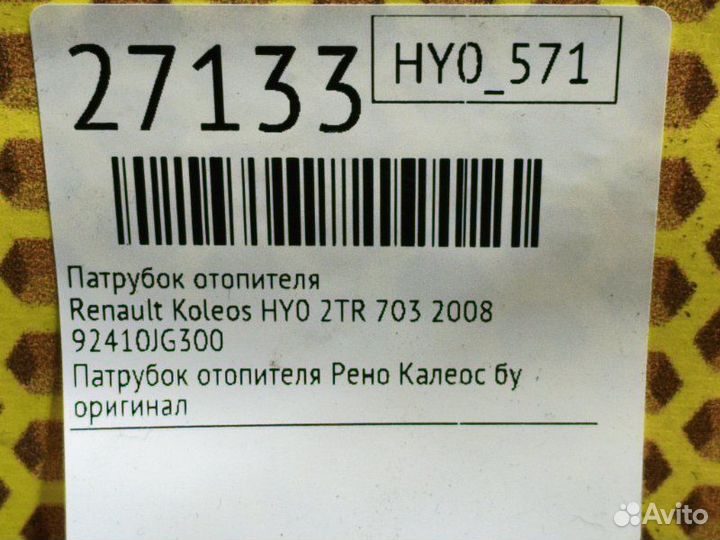 27133
HY0_571
Патрубок отопителя
Renault Koleos HY0 2TR 703 2008
92410JG300
Патрубок отопителя Рено Калеос бу
оригинал
Avito